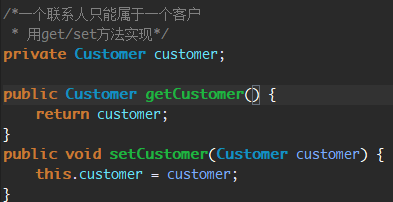 /*一个联系人只能属于一个客户
* 用get/set方法实现*/
private Customer customer;
public Customer getCustomer() {
return customer;
}
public void setCustomer(Customer customer) {
this.customer = customer;
}